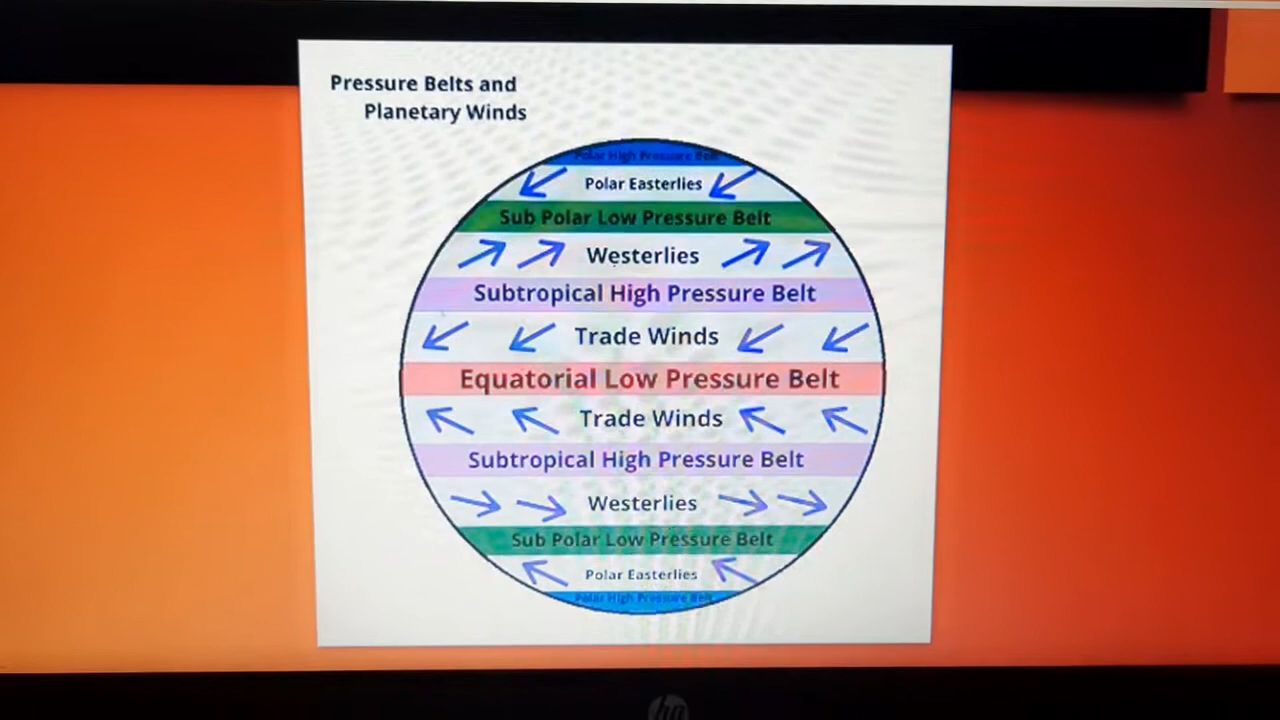 Pressure Belts and
Planetary Winds
Polar High Pressure Belt
Polar Easterlies
Sub Polar Low Pressure Belt
Westerlies
Subtropical High Pressure Belt
Trade Winds
Equatorial Low Pressure Belt
Trade Winds
Subtropical High Pressure Belt
Westerlies
Sub Polar Low Pressure Belt
Polar Easterlies
Polar High Pressure Belt
hp